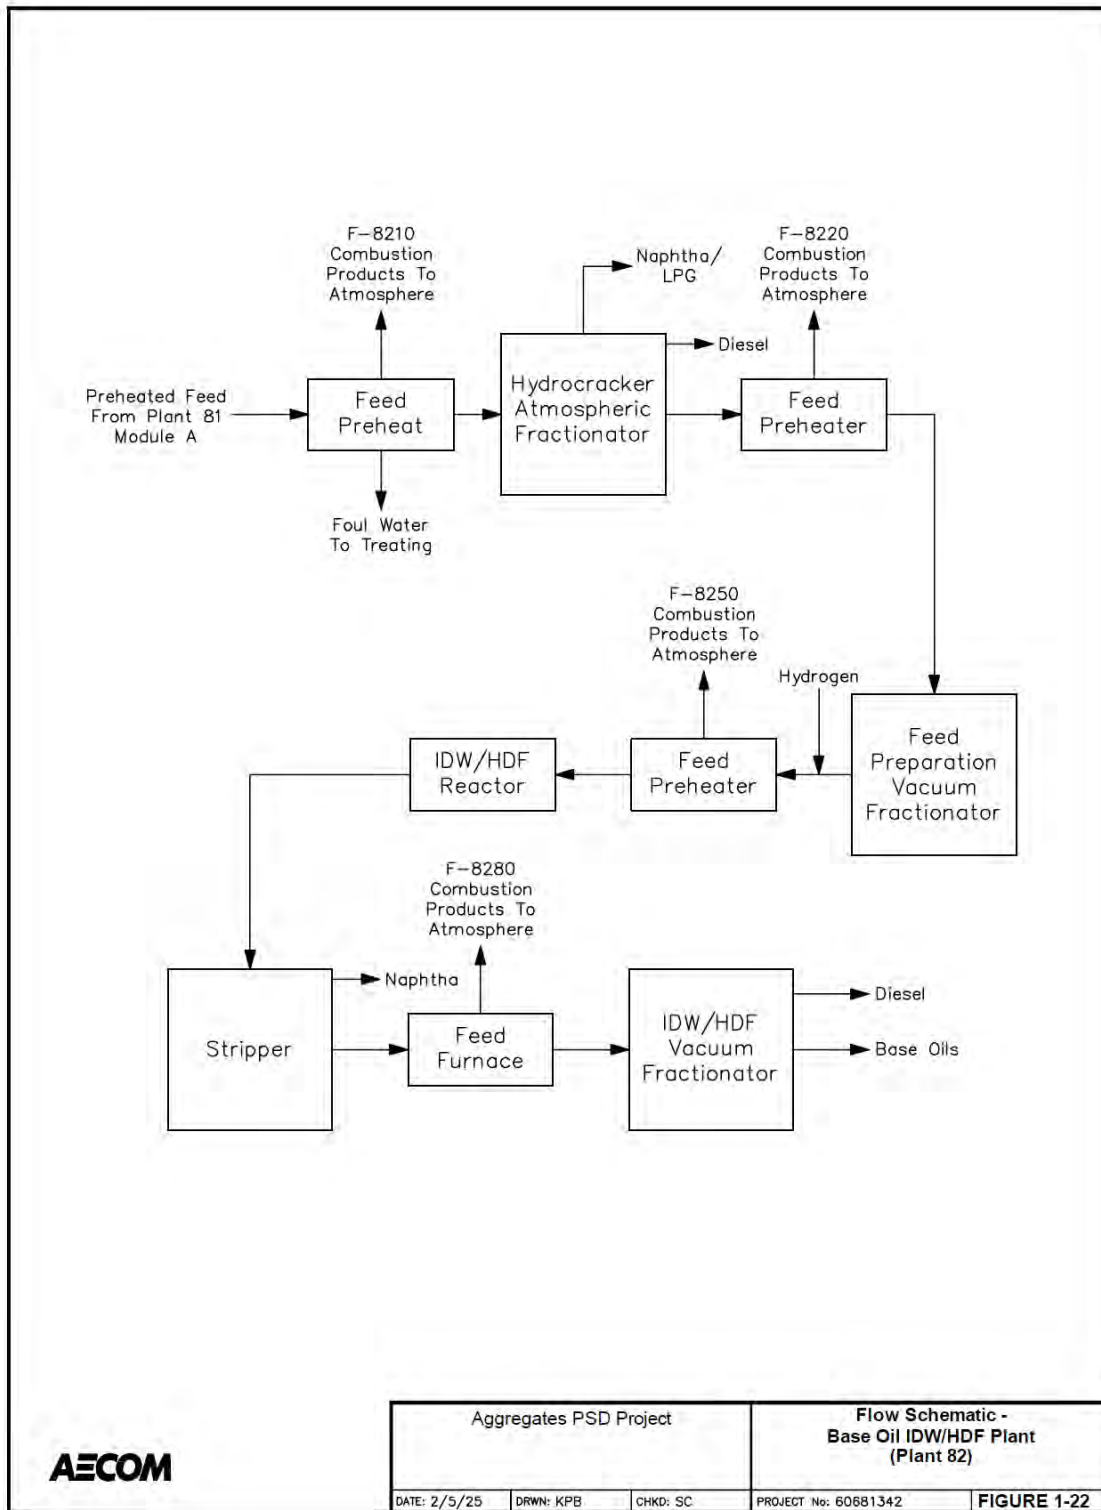 F-8210
Combustion
Products To
Atmosphere
Naphtha/
LPG
F-8220
Combustion
Products To
Atmosphere
Diesel
Preheated Feed
From Plant 81
Module A
Feed
Preheat
Hydrocracker
Atmospheric
Fractionator
Feed
Preheater
Foul Water
To Treating
F-8250
Combustion
Products To
Atmosphere
Hydrogen
IDW/HDF
Reactor
Feed
Preheater
Feed
Preparation
Vacuum
Fractionator
F-8280
Combustion
Products To
Atmosphere
Naphtha
Stripper
Feed
Furnace
IDW/HDF
Vacuum
Fractionator
Diesel
Base Oils
AECOM
Aggregates PSD Project
Flow Schematic -
Base Oil IDW/HDF Plant
(Plant 82)
DATE: 2/5/25
DRWN: KPB
CHKD: SC
PROJECT No: 60681342
FIGURE 1-22